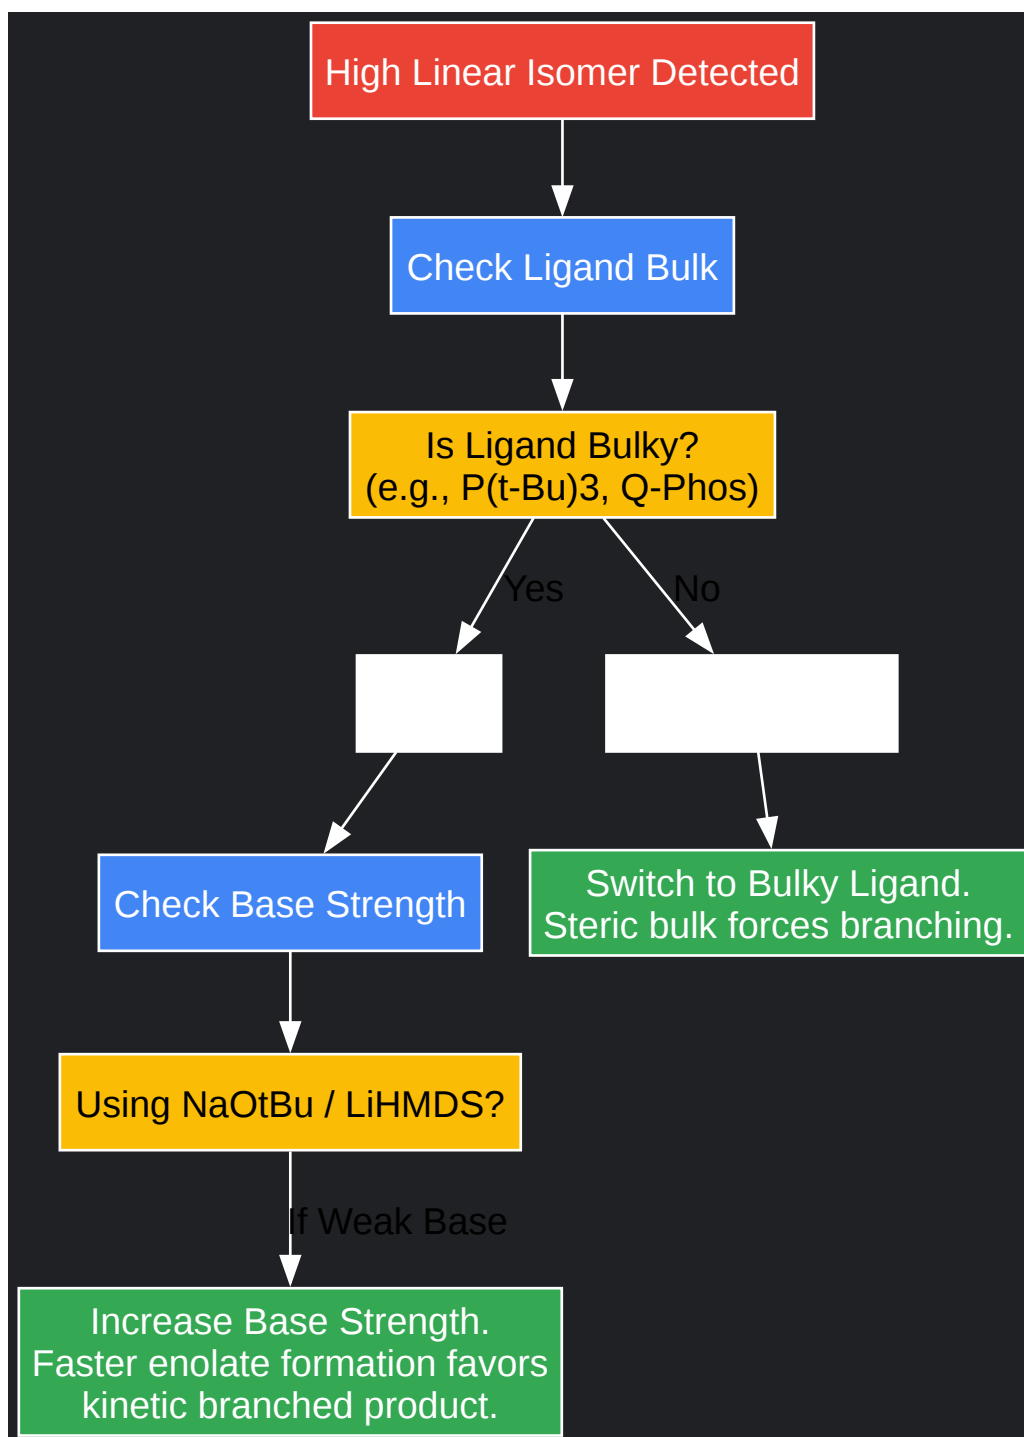 High Linear Isomer Detected
Check Ligand Bulk
Is Ligand Bulky?
(e.g., P(t-Bu)3, Q-Phos)
Yes
No
Check Base Strength
Switch to Bulky Ligand.
Steric bulk forces branching.
Using NaOtBu / LiHMDS?
If Weak Base
Increase Base Strength.
Faster enolate formation favors
kinetic branched product.